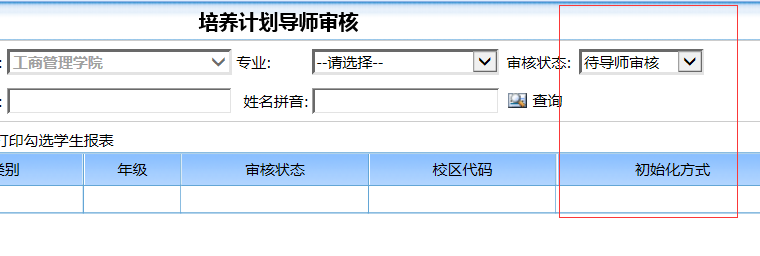 培养计划导师审核
: 工商管理学院 专业: --请选择-- 审核状态: 待导师审核
: 姓名拼音: 查询
打印勾选学生报表
类别 年级 审核状态 校区代码 初始化方式